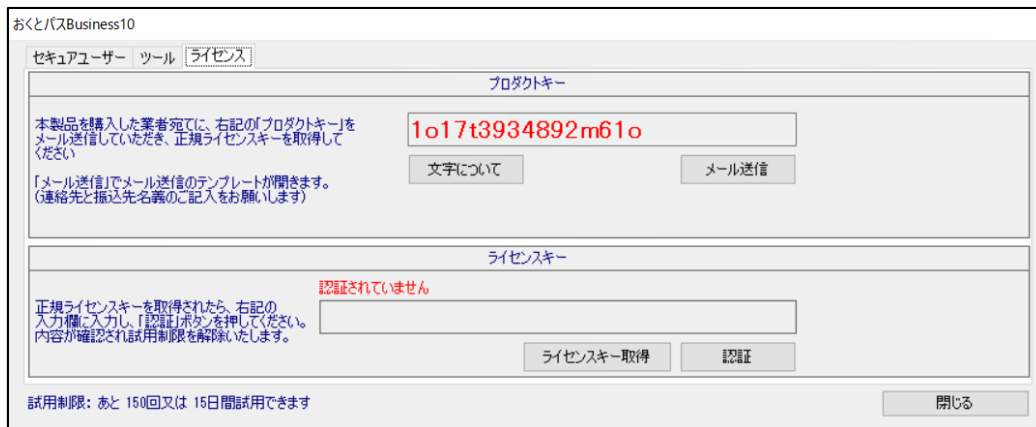 おくとパスBusiness10
セキュアユーザー ツール ライセンス
プロダクトキー
本製品を購入した業者宛てに、右記の「プロダクトキー」を
メール送信していただき、正規ライセンスキーを取得して
ください
「メール送信」でメール送信のテンプレートが開きます。
(連絡先と振込先名義のご記入をお願いします)
1o17t3934892m61o
文字について メール送信
ライセンスキー
認証されていません
正規ライセンスキーを取得されたら、右記の
入力欄に入力し、「認証」ボタンを押してください。
内容が確認され試用制限を解除いたします。
ライセンスキー取得 認証
試用制限: あと 150回又は 15日間試用できます
閉じる